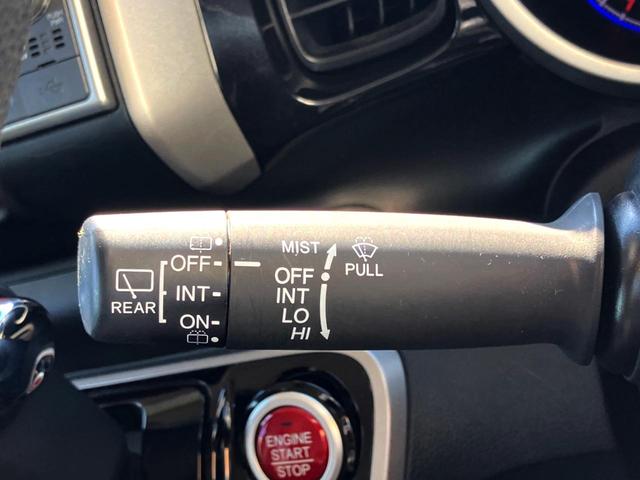 MIST
PULL
OFF
INT
LO
HI
REAR
OFF
INT
ON
ENGINE
START
STOP